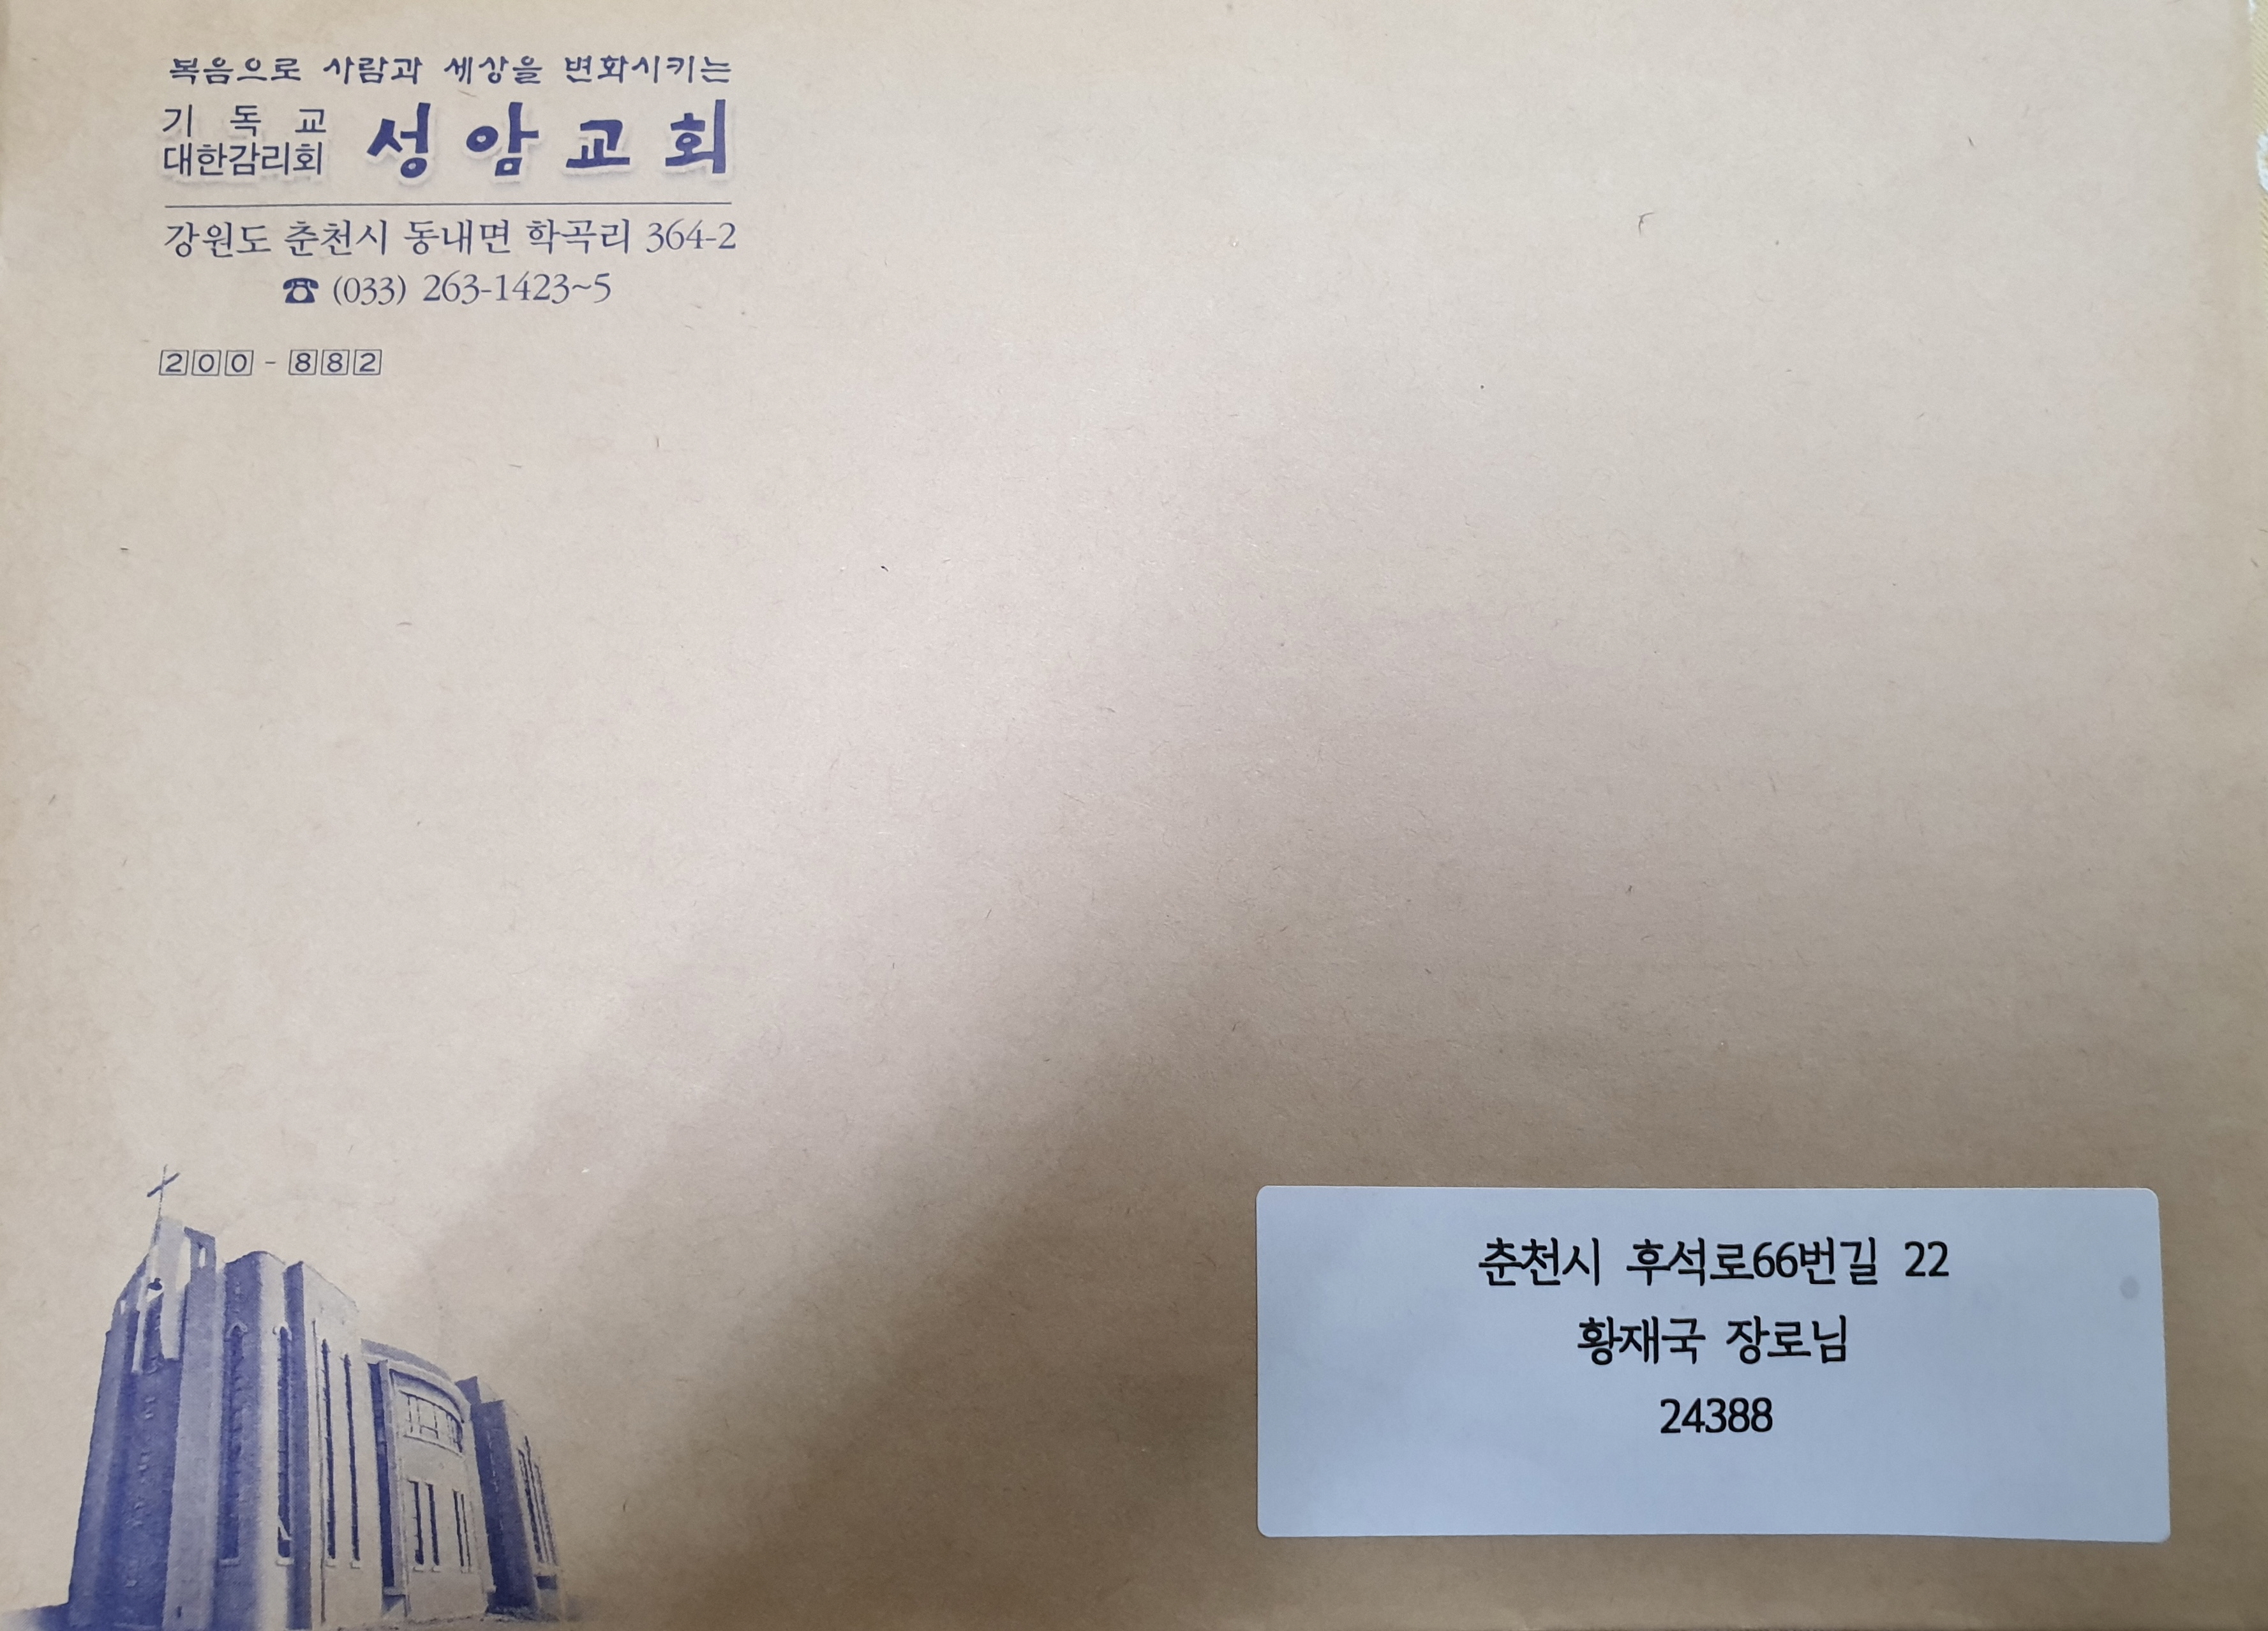 복음으로 사람과 세상을 변화시키는
기독교
대한감리회 성암교회
강원도 춘천시 동내면 학곡리 364-2
☎ (033) 263-1423~5
200-882
춘천시 후석로66번길 22
황재국 장로님
24388